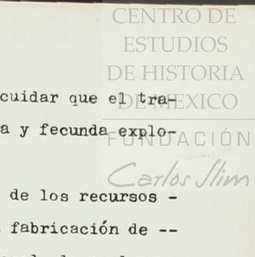 CENTRO DE
ESTUDIOS
DE HISTORIA
DE MEXICO
FUNDACIÓN
Carlos Slim
cuidar que el tra-
a y fecunda explo-
de los recursos -
fabricación de --